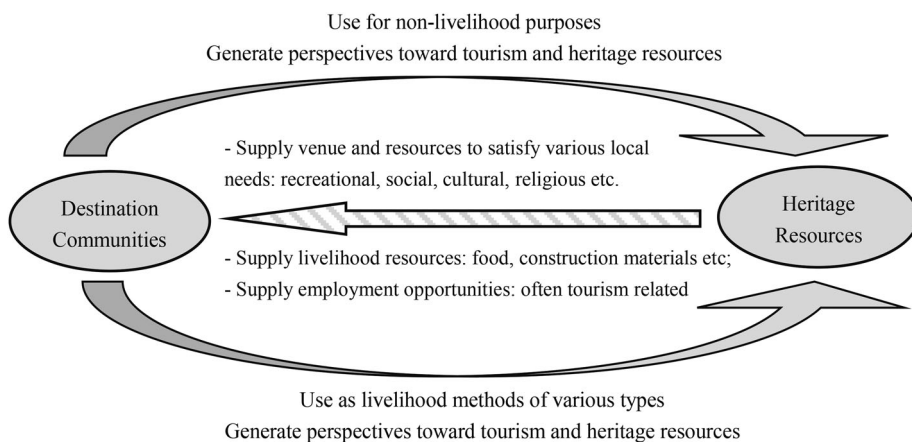 Use for non-livelihood purposes
Generate perspectives toward tourism and heritage resources
- Supply venue and resources to satisfy various local
needs: recreational, social, cultural, religious etc.
Destination
Communities
Heritage
Resources
- Supply livelihood resources: food, construction materials etc;
- Supply employment opportunities: often tourism related
Use as livelihood methods of various types
Generate perspectives toward tourism and heritage resources